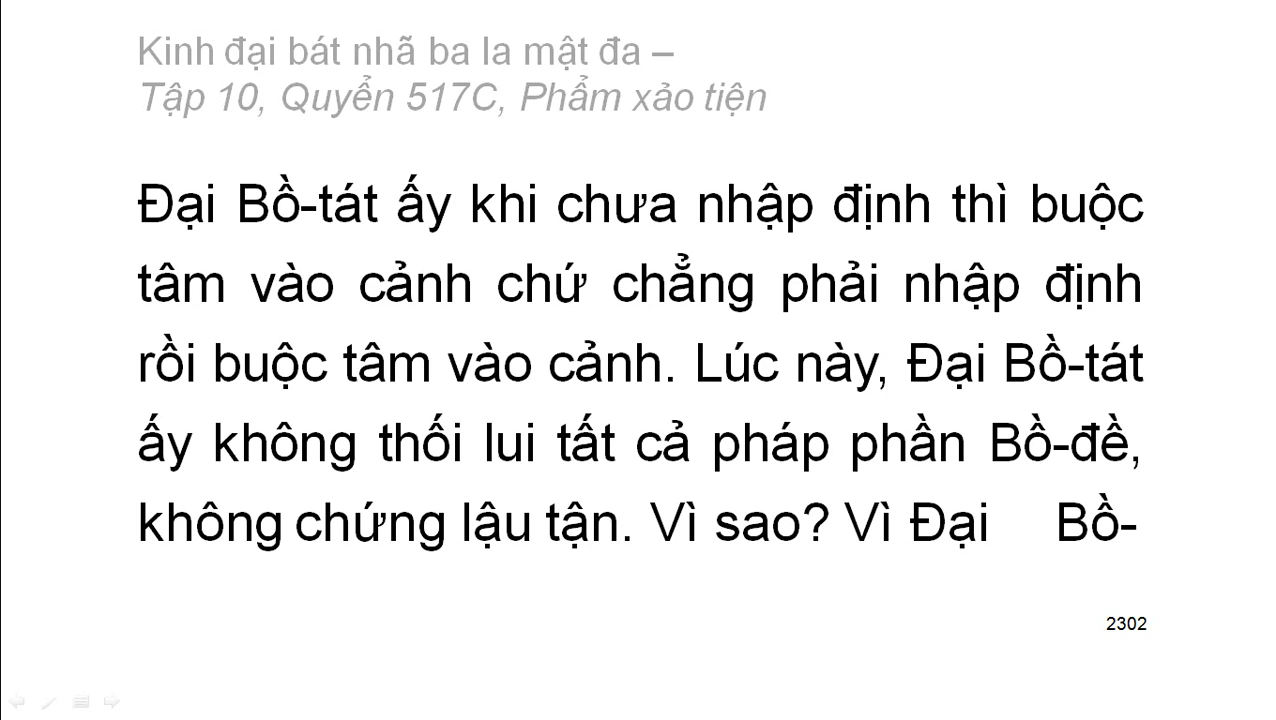 Kinh đại bát nhã ba la mật đa –
Tập 10, Quyển 517C, Phẩm xảo tiện
Đại Bồ-tát ấy khi chưa nhập định thì buộc
tâm vào cảnh chứ chẳng phải nhập định
rồi buộc tâm vào cảnh. Lúc này, Đại Bồ-tát
ấy không thối lui tất cả pháp phần Bồ-đề,
không chứng lậu tận. Vì sao? Vì Đại Bồ-
2302